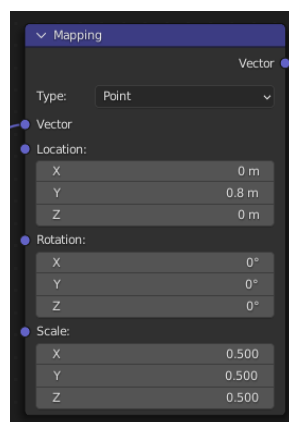 Mapping
Vector
Type: Point
Vector
Location:
X 0 m
Y 0.8 m
Z 0 m
Rotation:
X 0°
Y 0°
Z 0°
Scale:
X 0.500
Y 0.500
Z 0.500